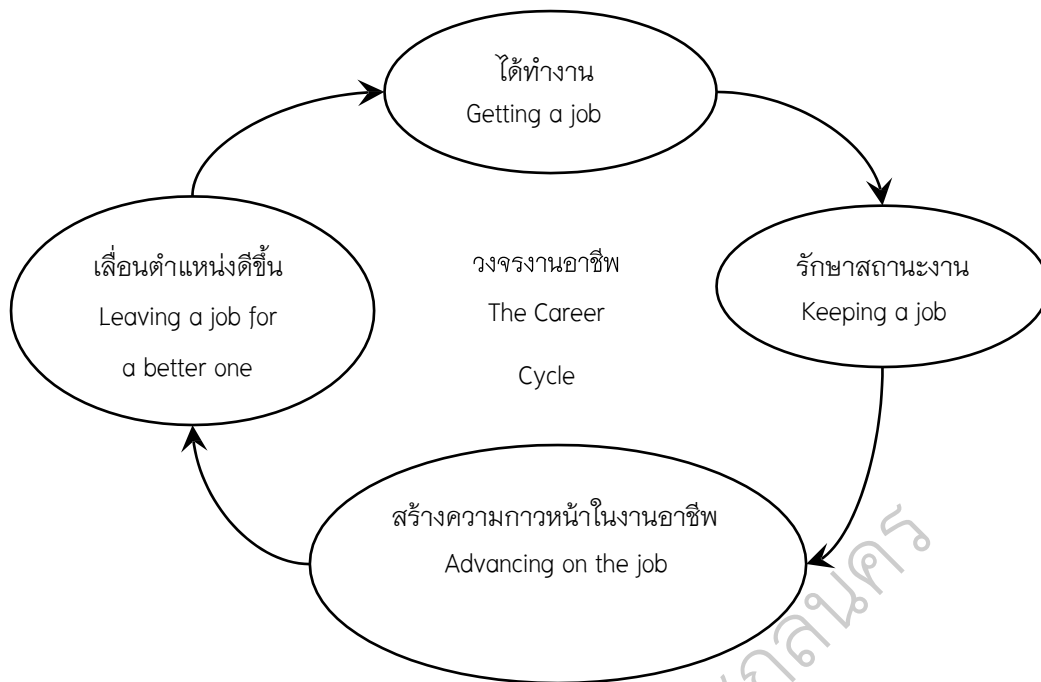 ได้ทำงาน
Getting a job
เลื่อนตำแหน่งดีขึ้น
Leaving a job for
a better one
วงจรงานอาชีพ
The Career
Cycle
รักษาสถานะงาน
Keeping a job
สร้างความกาวหน้าในงานอาชีพ
Advancing on the job